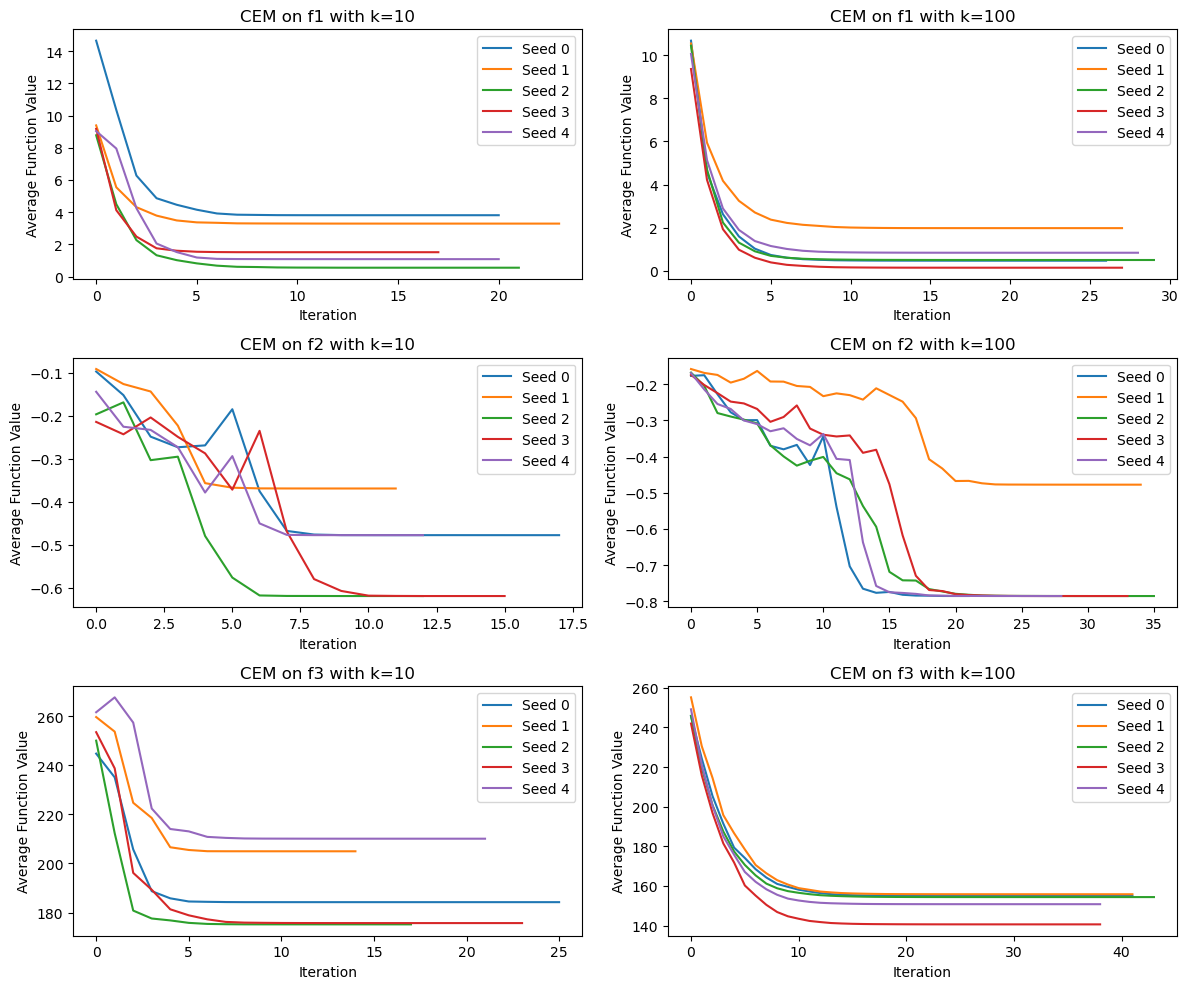 CEM on f1 with k=10
Average Function Value
14
12
10
8
6
4
2
0
Seed 0
Seed 1
Seed 2
Seed 3
Seed 4
0 5 10 15 20
Iteration
CEM on f1 with k=100
Average Function Value
10
8
6
4
2
0
Seed 0
Seed 1
Seed 2
Seed 3
Seed 4
0 5 10 15 20 25 30
Iteration
CEM on f2 with k=10
Average Function Value
−0.1
−0.2
−0.3
−0.4
−0.5
−0.6
Seed 0
Seed 1
Seed 2
Seed 3
Seed 4
0.0 2.5 5.0 7.5 10.0 12.5 15.0 17.5
Iteration
CEM on f2 with k=100
Average Function Value
−0.2
−0.3
−0.4
−0.5
−0.6
−0.7
−0.8
Seed 0
Seed 1
Seed 2
Seed 3
Seed 4
0 5 10 15 20 25 30 35
Iteration
CEM on f3 with k=10
Average Function Value
260
240
220
200
180
Seed 0
Seed 1
Seed 2
Seed 3
Seed 4
0 5 10 15 20 25
Iteration
CEM on f3 with k=100
Average Function Value
260
240
220
200
180
160
140
Seed 0
Seed 1
Seed 2
Seed 3
Seed 4
0 10 20 30 40
Iteration